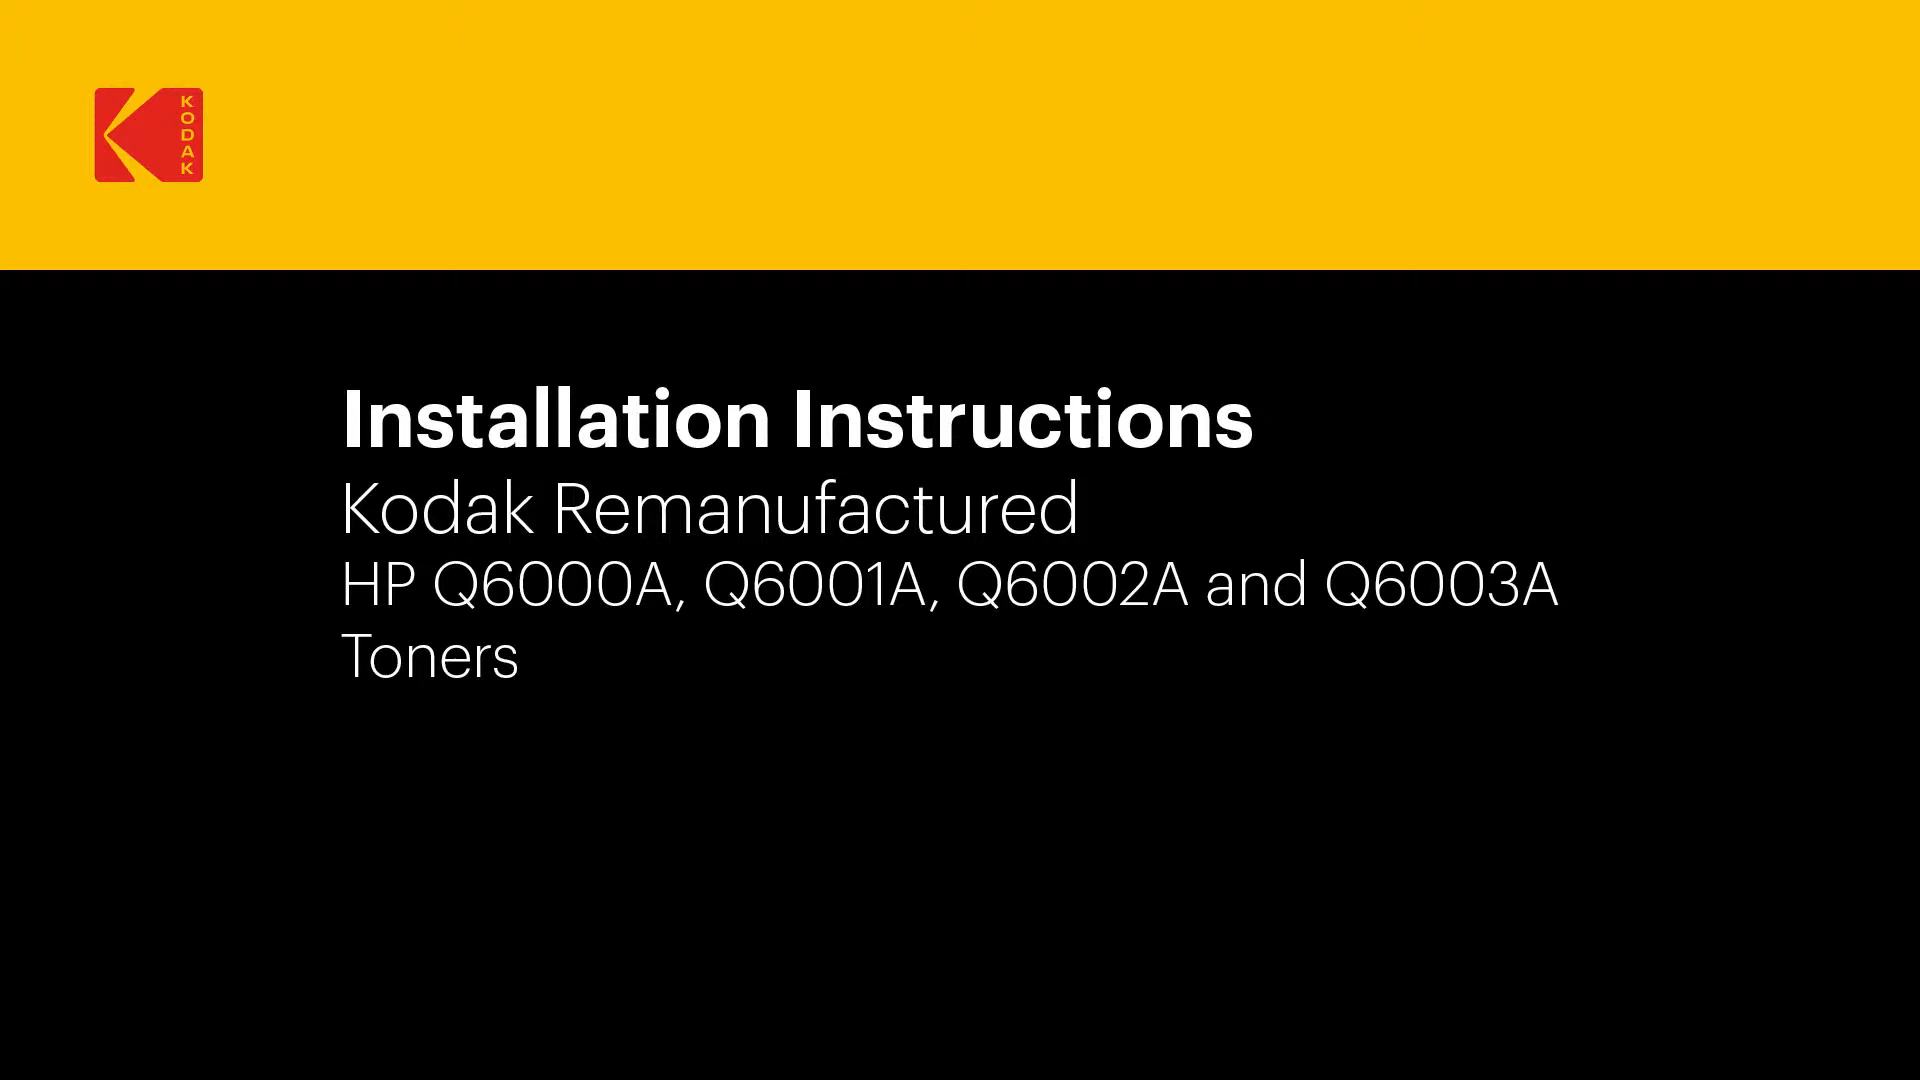 KODAK
Installation Instructions
Kodak Remanufactured
HP Q6000A, Q6001A, Q6002A and Q6003A
Toners